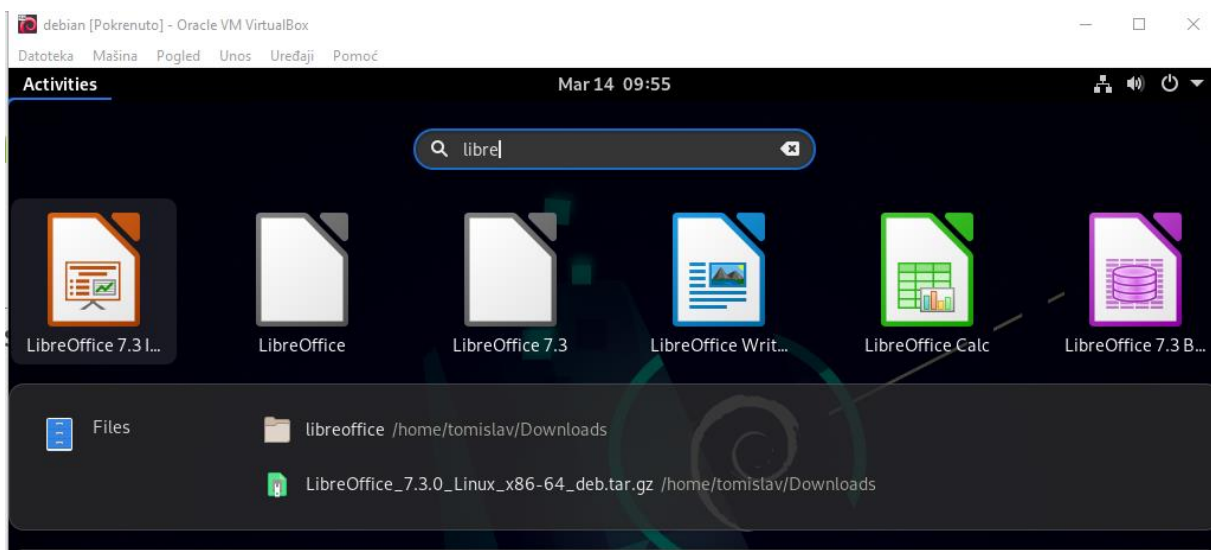 debian [Pokrenuto] - Oracle VM VirtualBox
Datoteka Mašina Pogled Unos Uređaji Pomoć
Activities Mar 14 09:55
libre
LibreOffice 7.3 I... LibreOffice LibreOffice 7.3 LibreOffice Writ... LibreOffice Calc LibreOffice 7.3 B...
Files libreoffice /home/tomislav/Downloads
LibreOffice_7.3.0_Linux_x86-64_deb.tar.gz /home/tomislav/Downloads